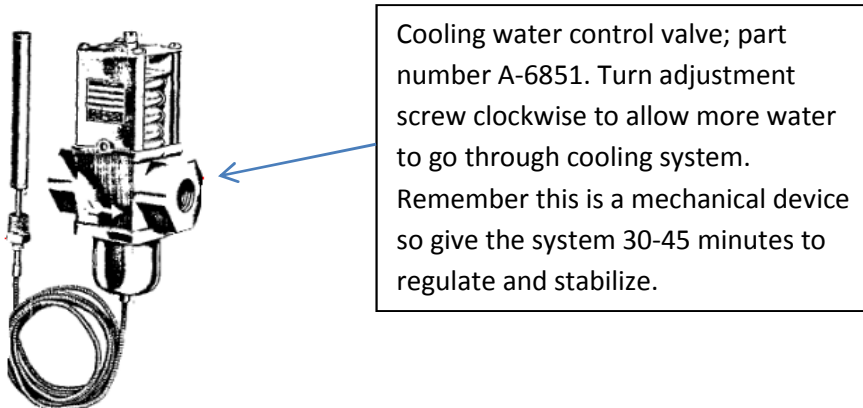 Cooling water control valve; part
number A-6851. Turn adjustment
screw clockwise to allow more water
to go through cooling system.
Remember this is a mechanical device
so give the system 30-45 minutes to
regulate and stabilize.